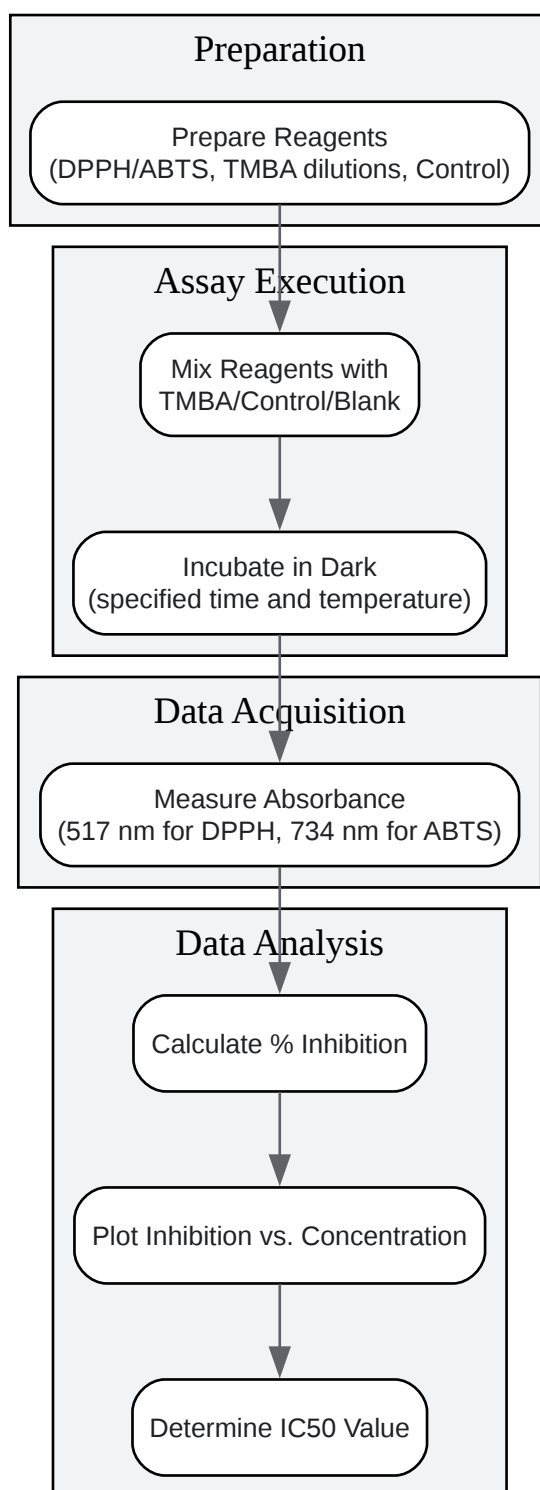 Preparation
Prepare Reagents
(DPPH/ABTS, TMBA dilutions, Control)
Assay Execution
Mix Reagents with
TMBA/Control/Blank
Incubate in Dark
(specified time and temperature)
Data Acquisition
Measure Absorbance
(517 nm for DPPH, 734 nm for ABTS)
Data Analysis
Calculate % Inhibition
Plot Inhibition vs. Concentration
Determine IC50 Value